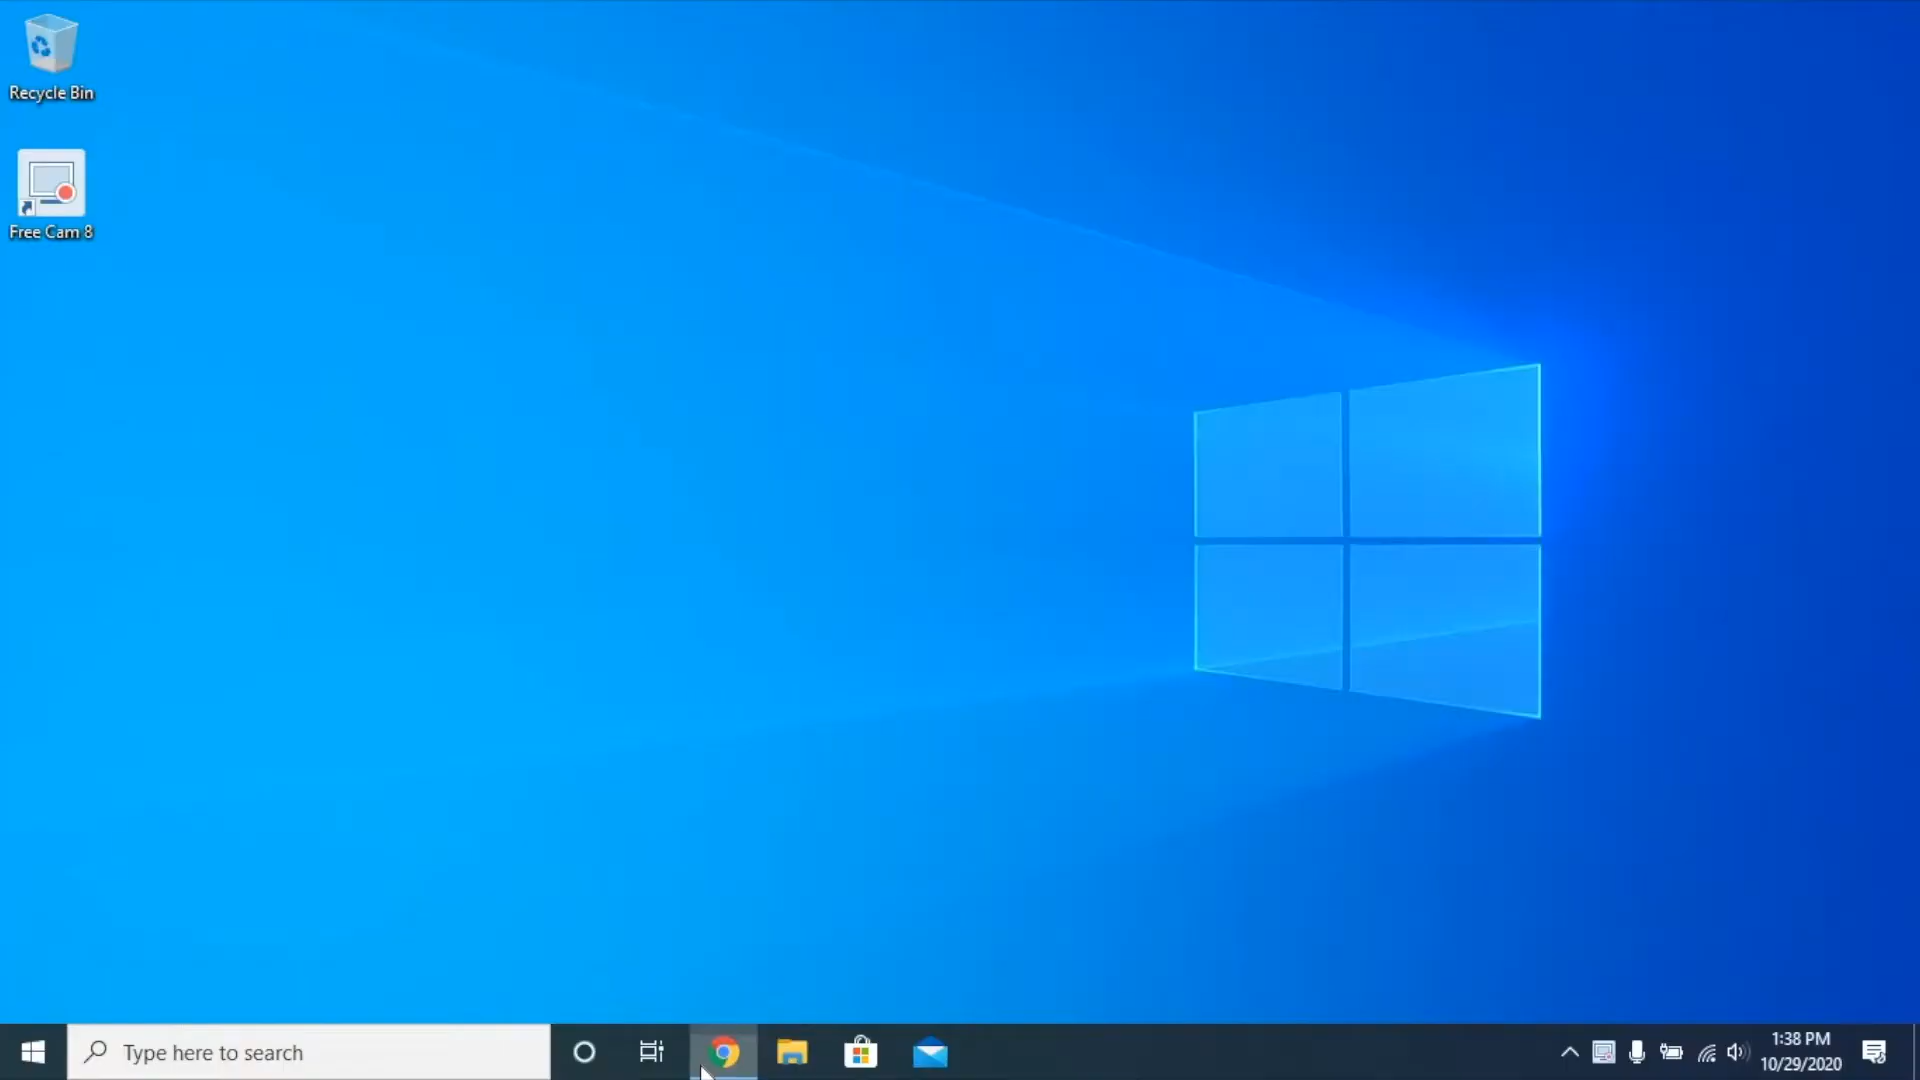 Recycle Bin
Free Cam 8
Type here to search
1:38 PM
10/29/2020